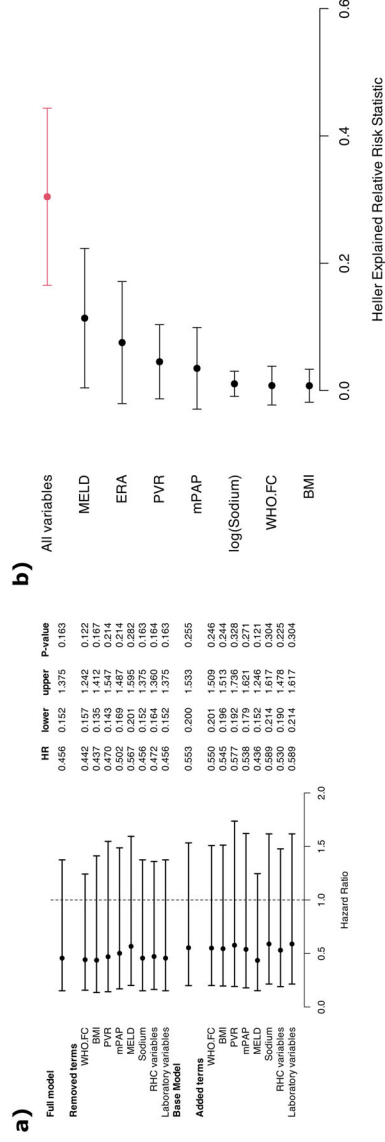 a)
HR lower upper P-value
Full model 0.456 0.152 1.375 0.163
Removed terms
WHO.FC 0.442 0.157 1.242 0.122
BMI 0.437 0.135 1.412 0.167
PVR 0.470 0.143 1.547 0.214
mPAP 0.502 0.169 1.487 0.214
MELD 0.567 0.201 1.595 0.282
Sodium 0.456 0.152 1.375 0.163
RHC variables 0.472 0.164 1.360 0.164
Laboratory variables 0.456 0.152 1.375 0.163
Base Model 0.553 0.200 1.533 0.255
Added terms
WHO.FC 0.550 0.201 1.509 0.246
BMI 0.545 0.196 1.513 0.244
PVR 0.577 0.192 1.736 0.328
mPAP 0.538 0.179 1.621 0.271
MELD 0.436 0.152 1.246 0.121
Sodium 0.589 0.214 1.617 0.304
RHC variables 0.530 0.190 1.478 0.225
Laboratory variables 0.589 0.214 1.617 0.304
0.0 0.5 1.0 1.5 2.0
Hazard Ratio
b)
All variables
MELD
ERA
PVR
mPAP
log(Sodium)
WHO.FC
BMI
0.0 0.2 0.4 0.6
Heller Explained Relative Risk Statistic